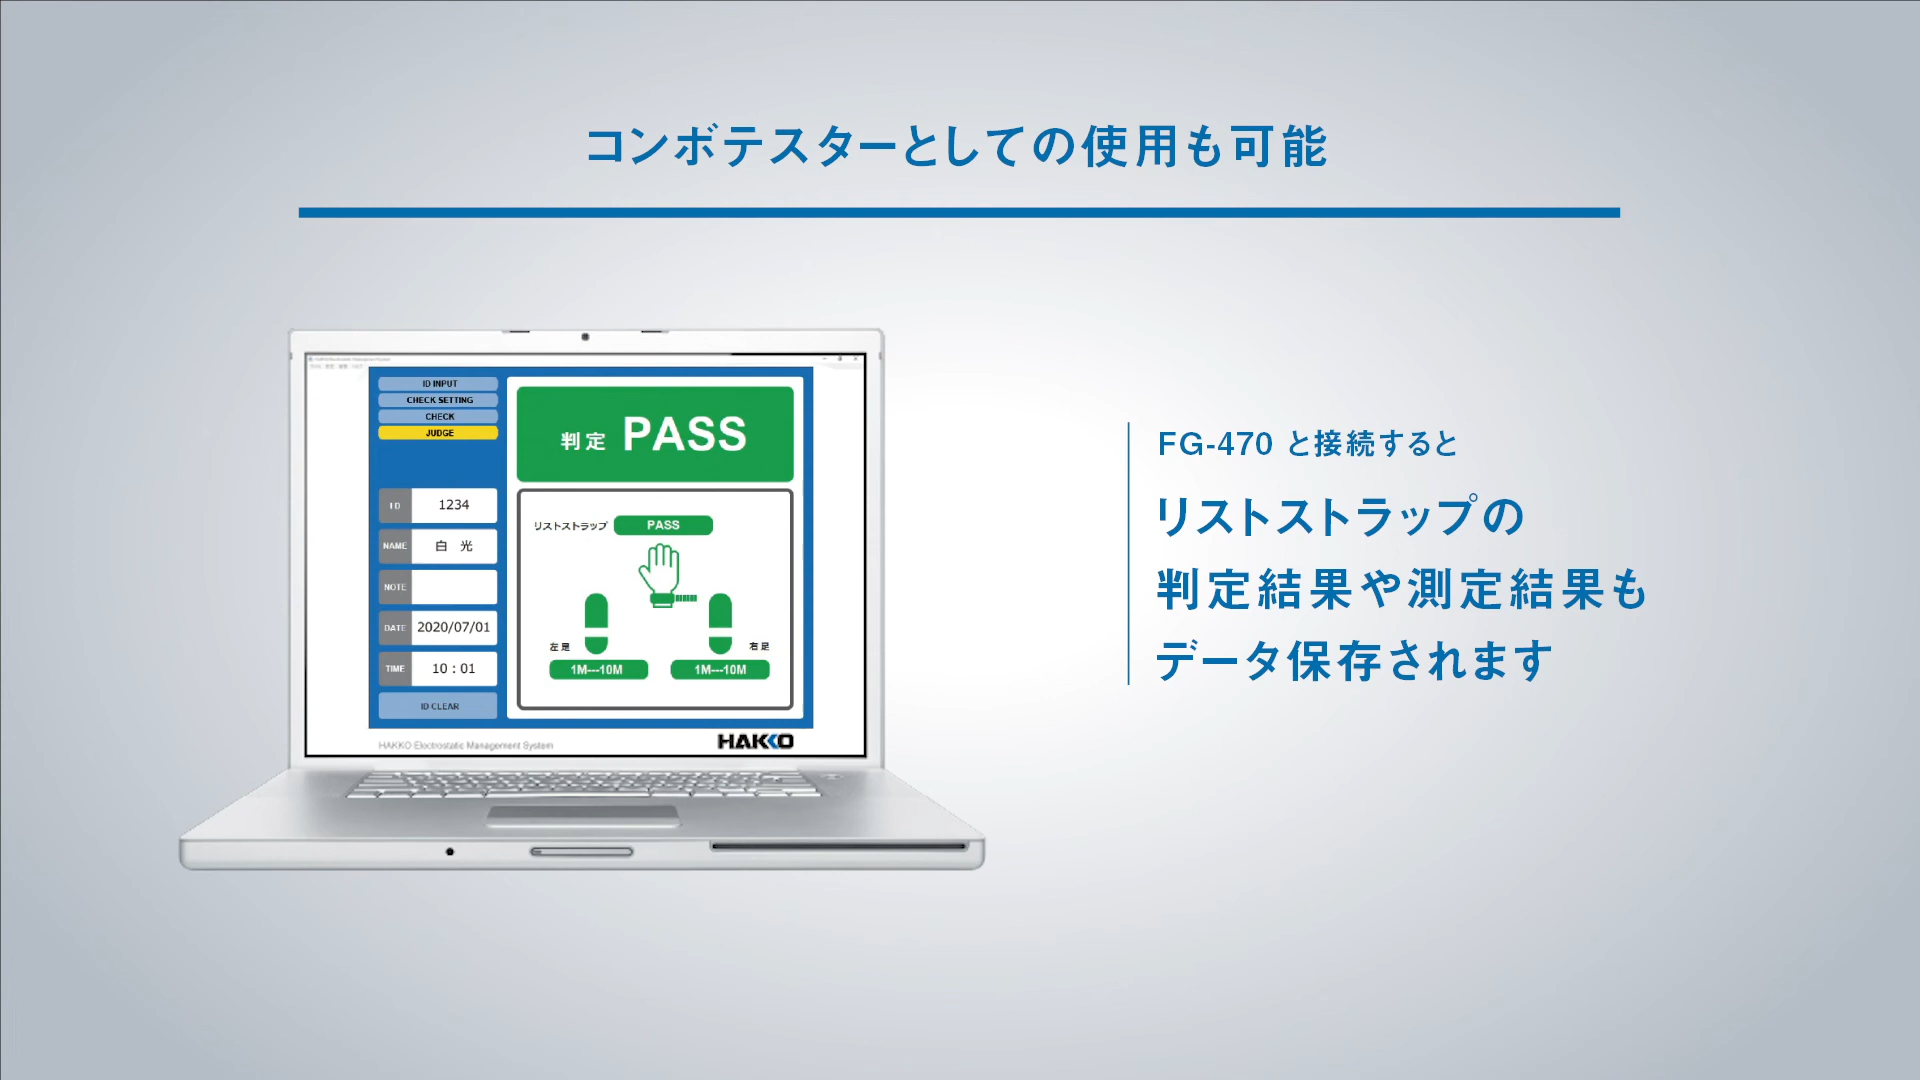 コンボテスターとしての使用も可能
ID INPUT
CHECK SETTING
CHECK
JUDGE
判定 PASS
ID 1234
NAME 白 光
NOTE
DATE 2020/07/01
TIME 10:01
ID CLEAR
リストストラップ PASS
左足
右足
1M---10M
1M---10M
HAKKO Electrostatic Management System
HAKKO
FG-470 と接続すると
リストストラップの
判定結果や測定結果も
データ保存されます